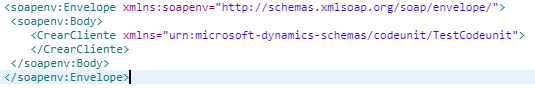 <soapenv:Envelope xmlns:soapenv="http://schemas.xmlsoap.org/soap/envelope/">
<soapenv:Body>
<CrearCliente xmlns="urn:microsoft-dynamics-schemas/codeunit/TestCodeunit">
</CrearCliente>
</soapenv:Body>
</soapenv:Envelope>